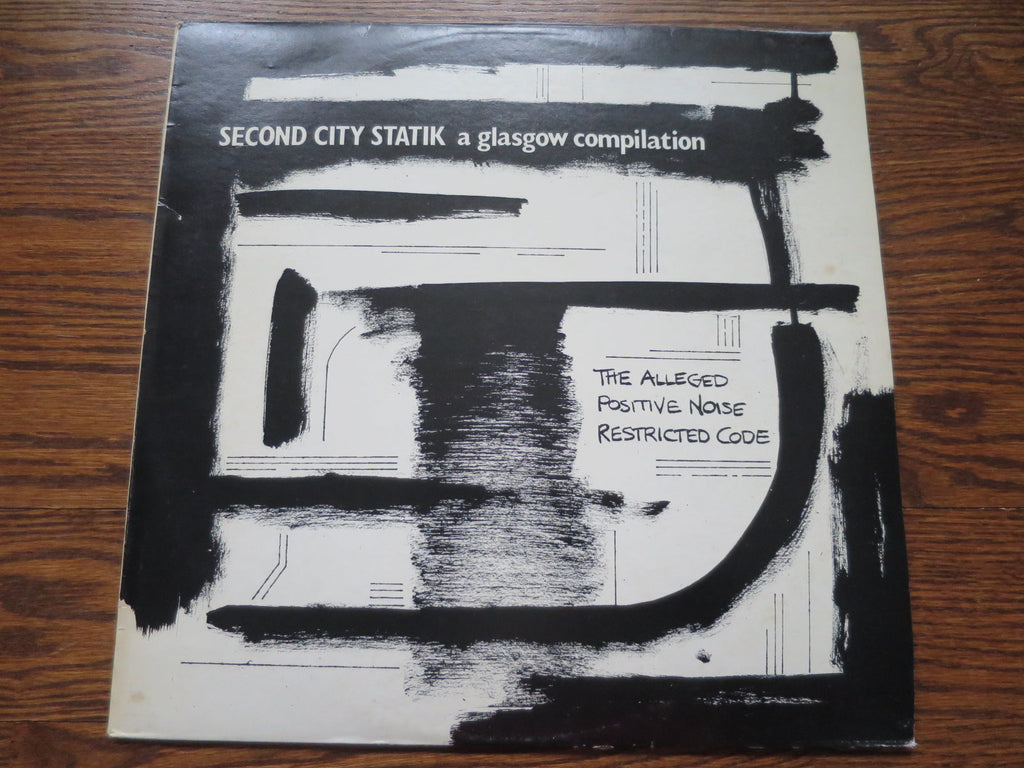 SECOND CITY STATIK a glasgow compilation
THE ALLEGED
POSITIVE NOISE
RESTRICTED CODE